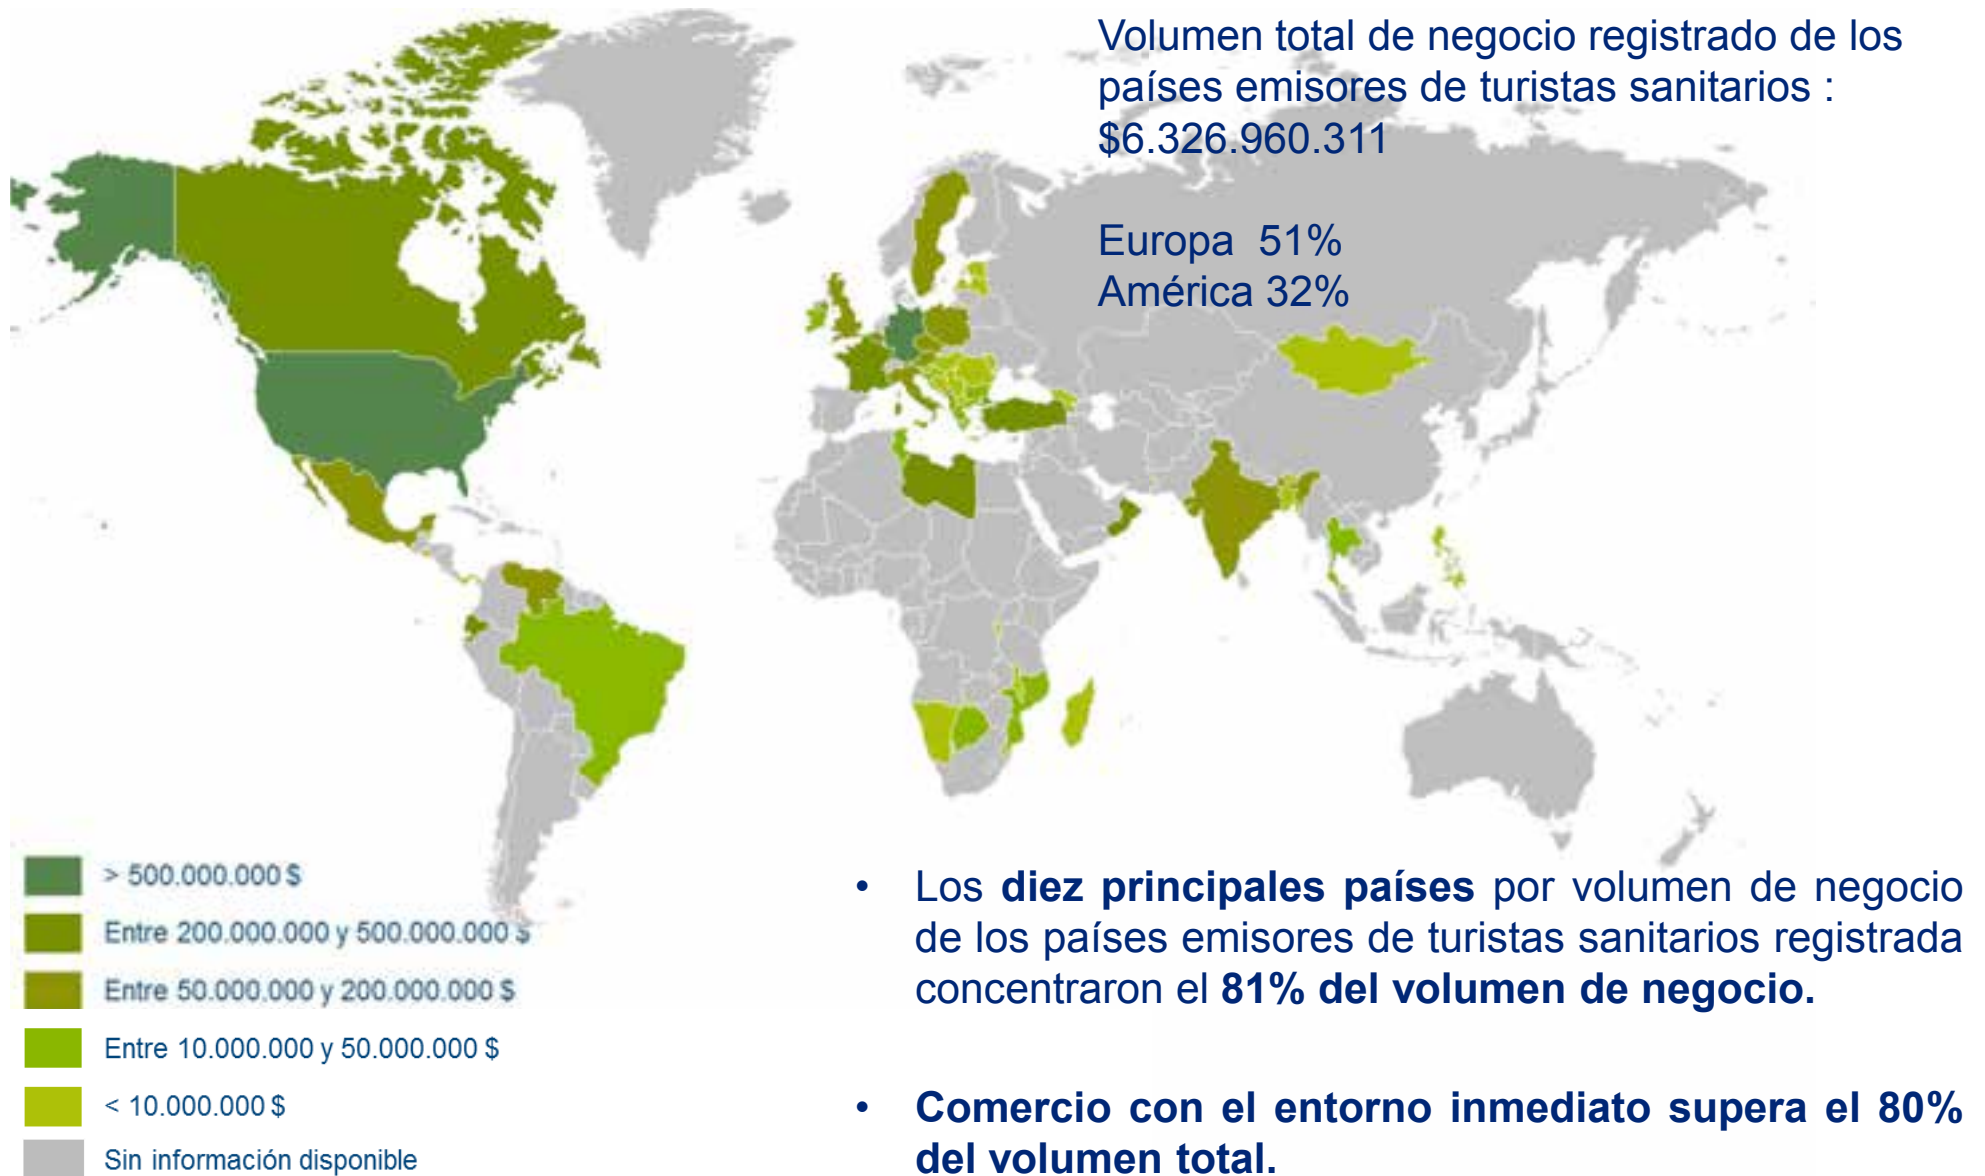 Volumen total de negocio registrado de los
países emisores de turistas sanitarios :
$6.326.960.311
Europa 51%
América 32%
> 500.000.000 $
Entre 200.000.000 y 500.000.000 $
Entre 50.000.000 y 200.000.000 $
Entre 10.000.000 y 50.000.000 $
< 10.000.000 $
Sin información disponible
• Los diez principales países por volumen de negocio
de los países emisores de turistas sanitarios registrada
concentraron el 81% del volumen de negocio.
• Comercio con el entorno inmediato supera el 80%
del volumen total.